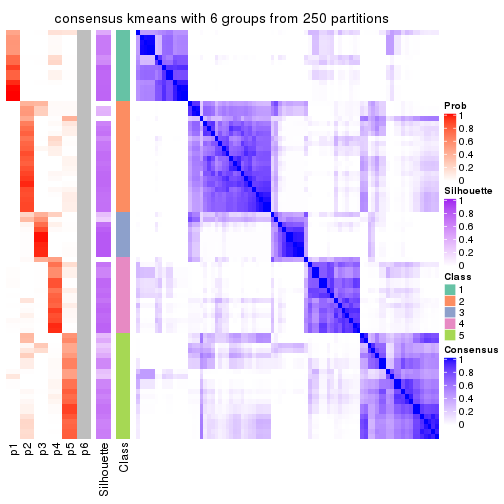 consensus kmeans with 6 groups from 250 partitions
Prob
1
0.8
0.6
0.4
0.2
0
Silhouette
1
0.8
0.6
0.4
0.2
0
Class
1
2
3
4
5
Consensus
1
0.8
0.6
0.4
0.2
0
p1
p2
p3
p4
p5
p6
Silhouette
Class